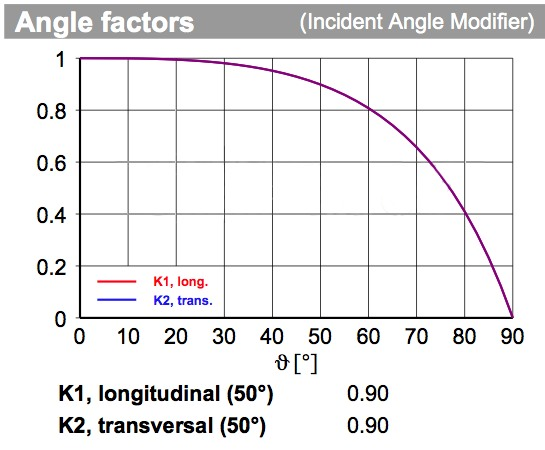 Angle factors (Incident Angle Modifier)
1
0.8
0.6
0.4
0.2
0
K1, long.
K2, trans.
0 10 20 30 40 50 60 70 80 90
ϑ [°]
K1, longitudinal (50°) 0.90
K2, transversal (50°) 0.90